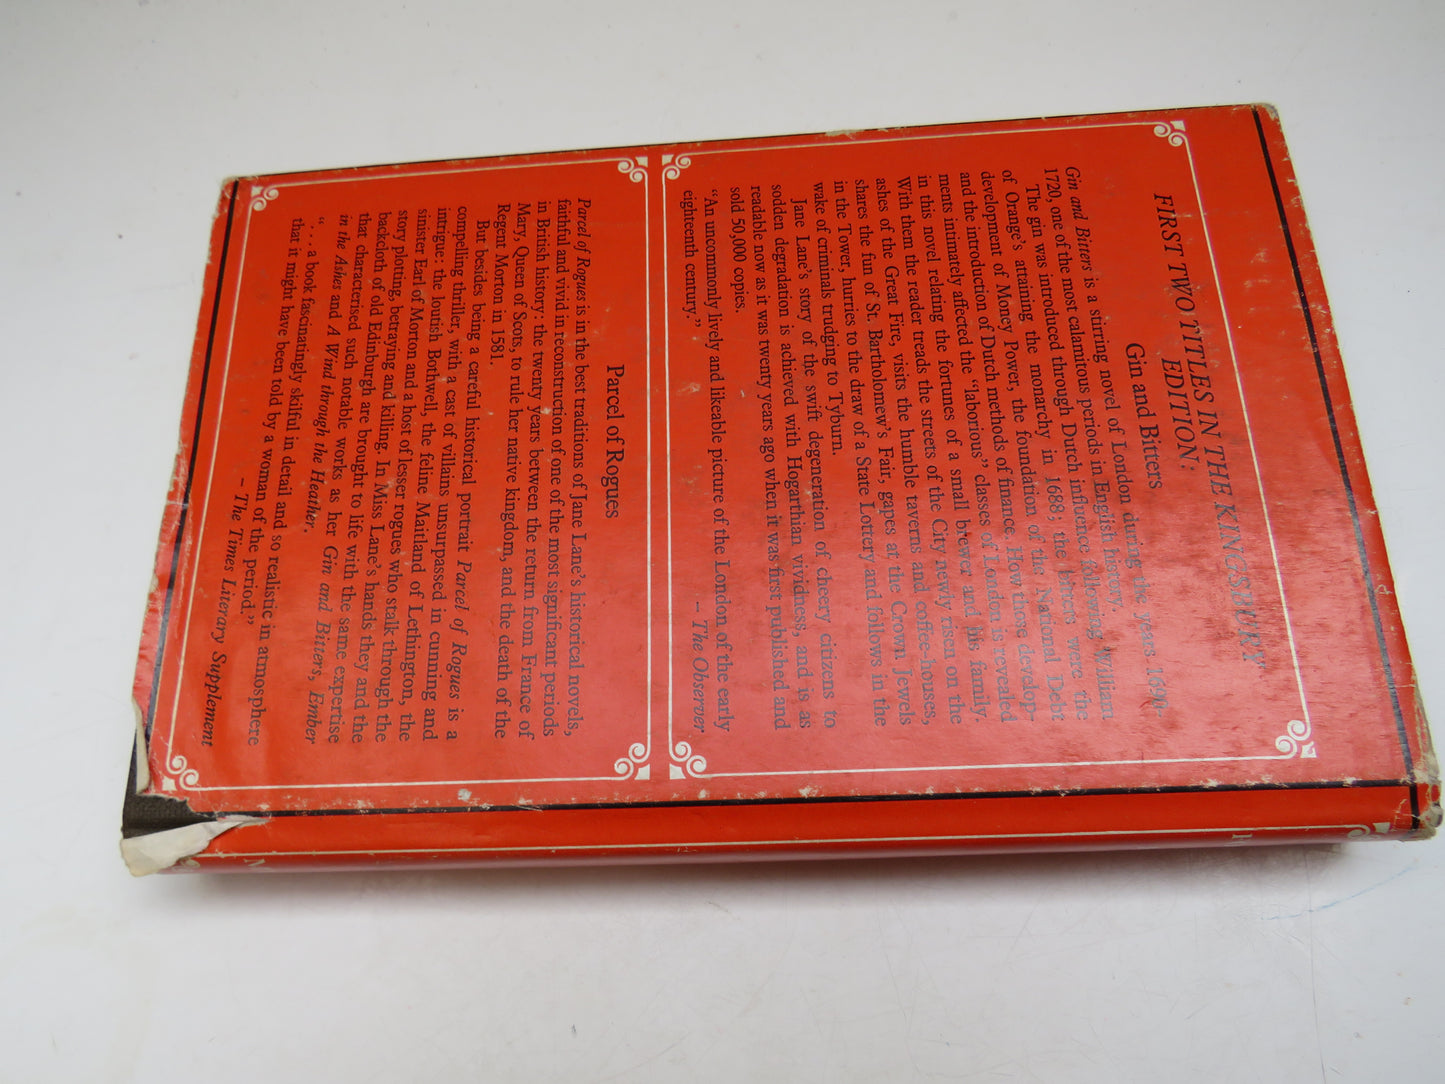 FIRST TWO TITLES IN THE KINGSBURY
EDITION:
Gin and Bitters
Gin and Bitters is a stirring novel of London during the years 1690-
1720, one of the most calamitous periods in English history.
The gin was introduced through Dutch influence following William
of Orange's attaining the monarchy in 1688; the bitters were the
development of Money Power, the foundation of the National Debt
and the introduction of Dutch methods of finance. How these develop-
ments intimately affected the "laborious" classes of London is revealed
in this novel relating the fortunes of a small brewer and his family.
With them the reader treads the streets of the City newly risen on the
ashes of the Great Fire, visits the humble taverns and coffee-houses,
shares the fun of St. Bartholomew's Fair, gapes at the Crown Jewels
in the Tower, hurries to the draw of a State Lottery and follows in the
wake of criminals trudging to Tyburn.
Jane Lane's story of the swift degeneration of cheery citizens to
sodden degradation is achieved with Hogarthian vividness, and is as
readable now as it was twenty years ago when it was first published and
sold 50,000 copies.
"An uncommonly lively and likeable picture of the London of the early
eighteenth century."
– The Observer
Parcel of Rogues
Parcel of Rogues is in the best traditions of Jane Lane's historical novels,
faithful and vivid in reconstruction of one of the most significant periods
in British history: the twenty years between the return from France of
Mary, Queen of Scots, to rule her native kingdom, and the death of the
Regent Morton in 1581.
But besides being a careful historical portrait Parcel of Rogues is a
compelling thriller, with a cast of villains unsurpassed in cunning and
intrigue: the loutish Bothwell, the feline Maitland of Lethington, the
sinister Earl of Morton and a host of lesser rogues who stalk through the
story plotting, betraying and killing. In Miss Lane's hands they and the
backcloth of old Edinburgh are brought to life with the same expertise
that characterised such notable works as her Gin and Bitters, Ember
in the Ashes and A Wind through the Heather.
". . . a book fascinatingly skilful in detail and so realistic in atmosphere
that it might have been told by a woman of the period."
– The Times Literary Supplement